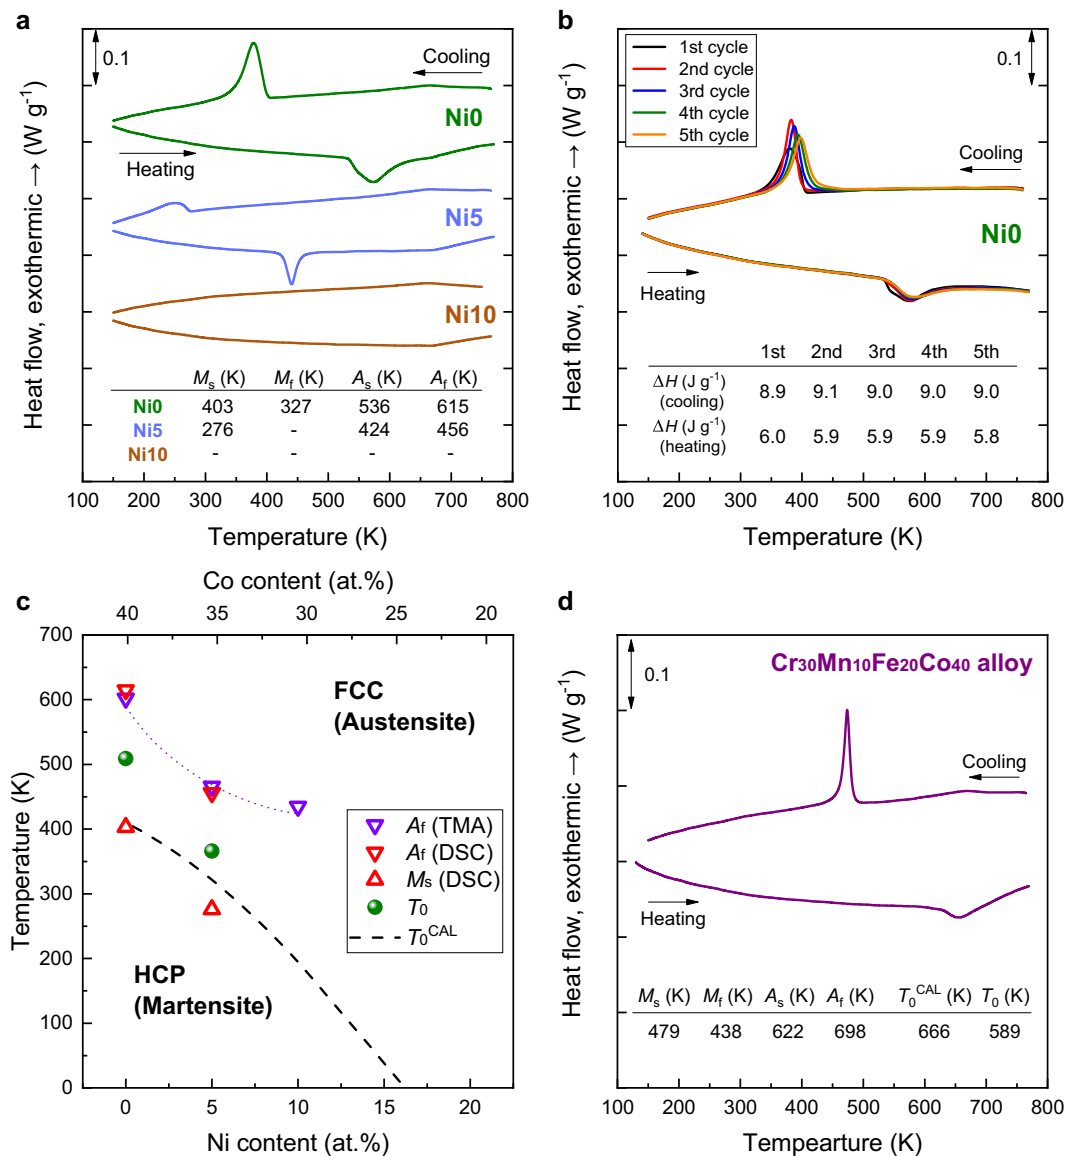 a
Heat flow, exothermic → (W g⁻¹)
0.1
Cooling
Ni0
Heating
Ni5
Ni10
Ms (K) Mf (K) As (K) Af (K)
Ni0 403 327 536 615
Ni5 276 - 424 456
Ni10 - - - -
100 200 300 400 500 600 700 800
Temperature (K)
b
Heat flow, exothermic → (W g⁻¹)
1st cycle
2nd cycle
3rd cycle
4th cycle
5th cycle
0.1
Cooling
Ni0
Heating
1st 2nd 3rd 4th 5th
ΔH (J g⁻¹)
(cooling) 8.9 9.1 9.0 9.0 9.0
ΔH (J g⁻¹)
(heating) 6.0 5.9 5.9 5.9 5.8
100 200 300 400 500 600 700 800
Temperature (K)
c
Co content (at.%)
40 35 30 25 20
Temperature (K)
700
600
500
400
300
200
100
0
FCC
(Austensite)
Af (TMA)
Af (DSC)
Ms (DSC)
T₀
T₀^CAL
HCP
(Martensite)
0 5 10 15 20
Ni content (at.%)
d
Heat flow, exothermic → (W g⁻¹)
0.1
Cr₃₀Mn₁₀Fe₂₀Co₄₀ alloy
Cooling
Heating
Ms (K) Mf (K) As (K) Af (K) T₀^CAL (K) T₀ (K)
479 438 622 698 666 589
100 200 300 400 500 600 700 800
Tempearture (K)